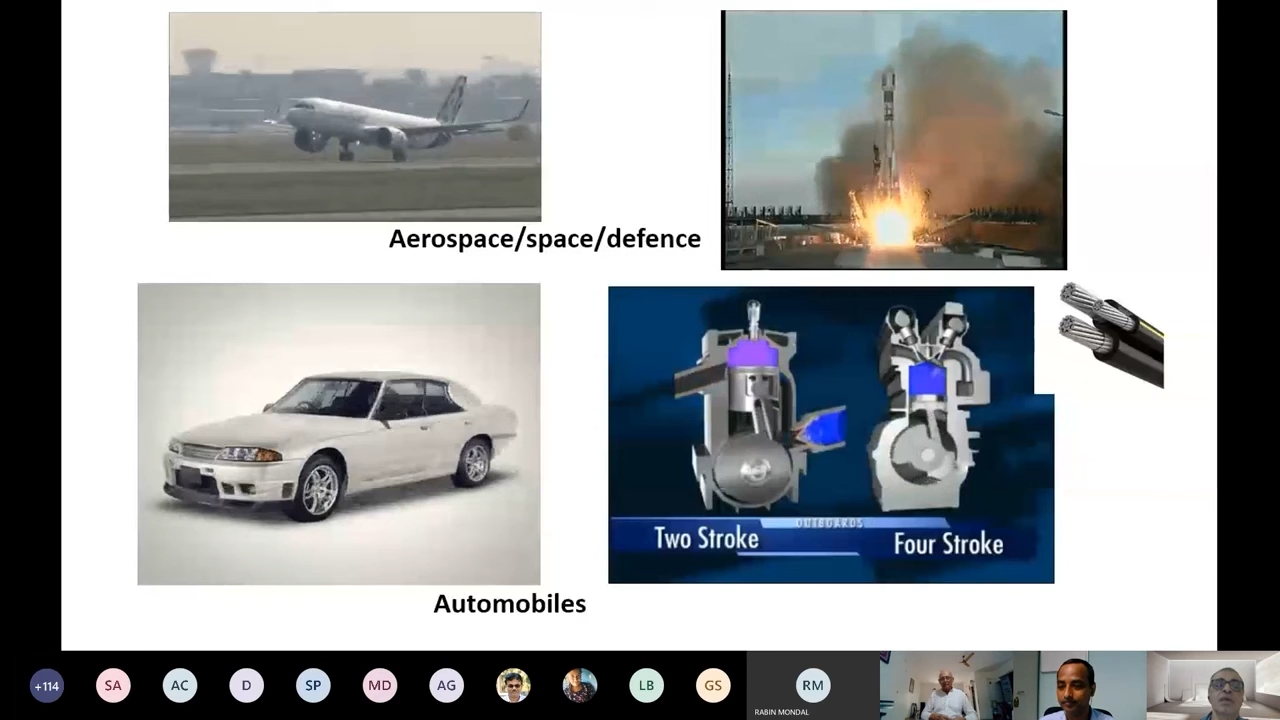 Aerospace/space/defence
OUTBOARDS
Two Stroke
Four Stroke
Automobiles
+114
SA
AC
D
SP
MD
AG
LB
GS
RM
RABIN MONDAL